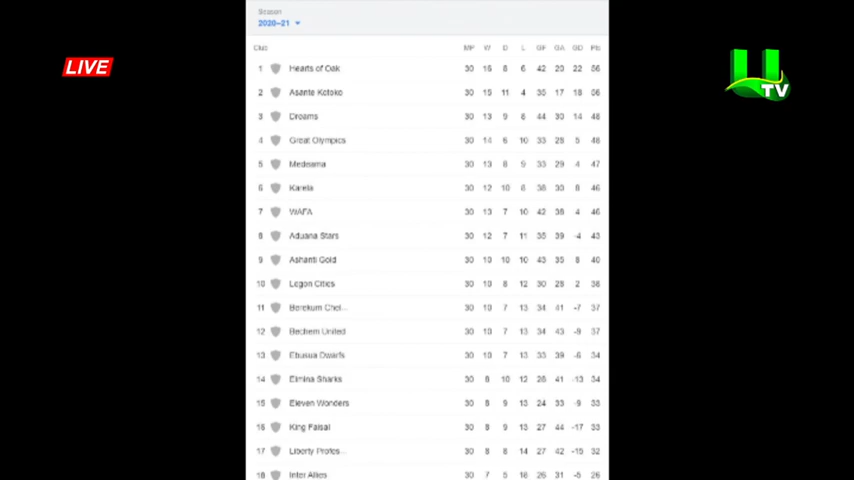 Season
2020–21
LIVE
U
TV
Club MP W D L GF GA GD Pts
1 Hearts of Oak 30 16 8 6 42 20 22 56
2 Asante Kotoko 30 15 11 4 35 17 18 56
3 Dreams 30 13 9 8 44 30 14 48
4 Great Olympics 30 14 6 10 33 28 5 48
5 Medeama 30 13 8 9 33 29 4 47
6 Karela 30 12 10 8 38 30 8 46
7 WAFA 30 13 7 10 42 38 4 46
8 Aduana Stars 30 12 7 11 35 39 -4 43
9 Ashanti Gold 30 10 10 10 43 35 8 40
10 Legon Cities 30 10 8 12 30 28 2 38
11 Berekum Chel... 30 10 7 13 34 41 -7 37
12 Bechem United 30 10 7 13 34 43 -9 37
13 Ebusua Dwarfs 30 10 7 13 33 39 -6 34
14 Elmina Sharks 30 8 10 12 28 41 -13 34
15 Eleven Wonders 30 8 9 13 24 33 -9 33
16 King Faisal 30 8 9 13 27 44 -17 33
17 Liberty Profes... 30 8 8 14 27 42 -15 32
18 Inter Allies 30 7 5 18 26 31 -5 26